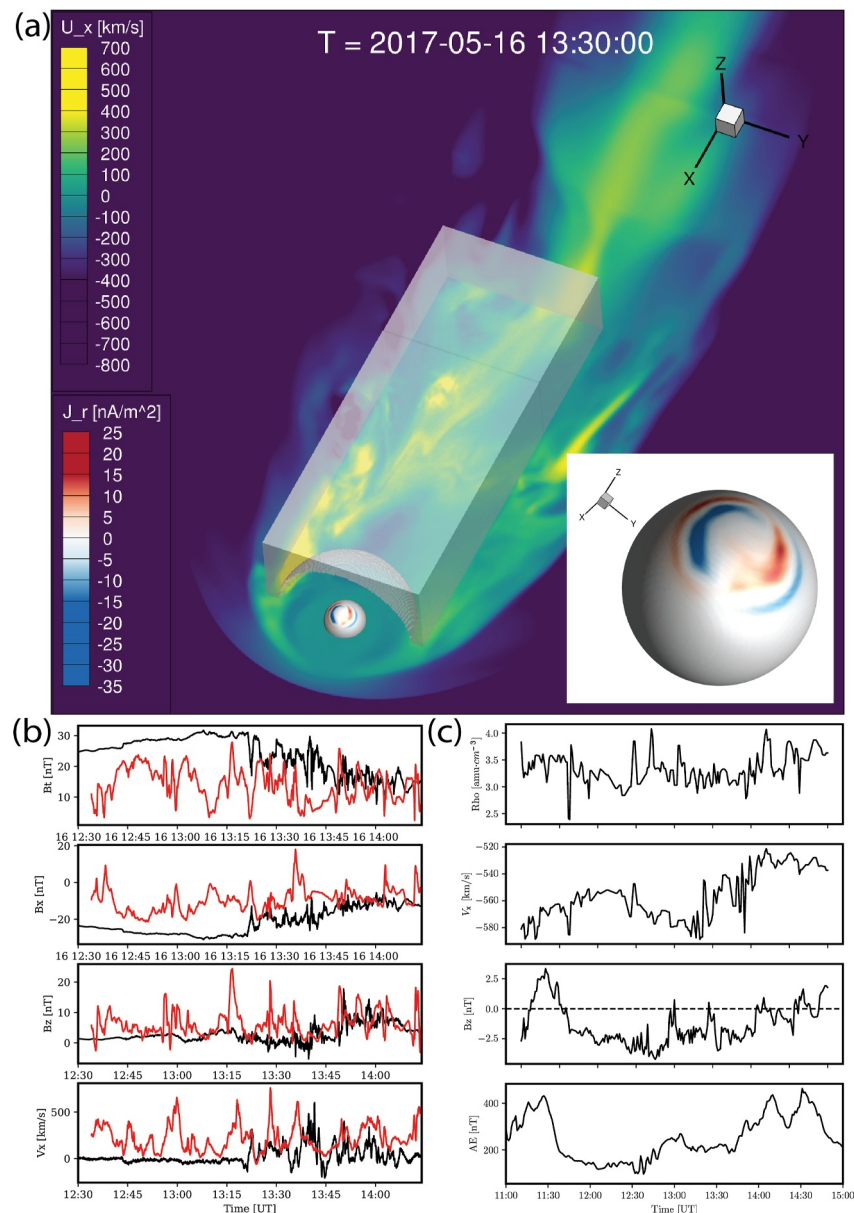 (a)
U_x [km/s]
700
600
500
400
300
200
100
0
-100
-200
-300
-400
-500
-600
-700
-800
T = 2017-05-16 13:30:00
Z
Y
X
J_r [nA/m^2]
25
20
15
10
5
0
-5
-10
-15
-20
-25
-30
-35
Z
X
Y
(b)
Bt [nT]
30
20
10
16 12:30 16 12:45 16 13:00 16 13:15 16 13:30 16 13:45 16 14:00
Bx [nT]
20
0
−20
16 12:30 16 12:45 16 13:00 16 13:15 16 13:30 16 13:45 16 14:00
Bz [nT]
20
10
0
12:30 12:45 13:00 13:15 13:30 13:45 14:00
Vx [km/s]
500
0
12:30 12:45 13:00 13:15 13:30 13:45 14:00
Time [UT]
(c)
Rho [amu·cm⁻³]
4.0
3.5
3.0
2.5
Vx [km/s]
−520
−540
−560
−580
Bz [nT]
2.5
0.0
−2.5
AE [nT]
400
200
11:00 11:30 12:00 12:30 13:00 13:30 14:00 14:30 15:00
Time [UT]